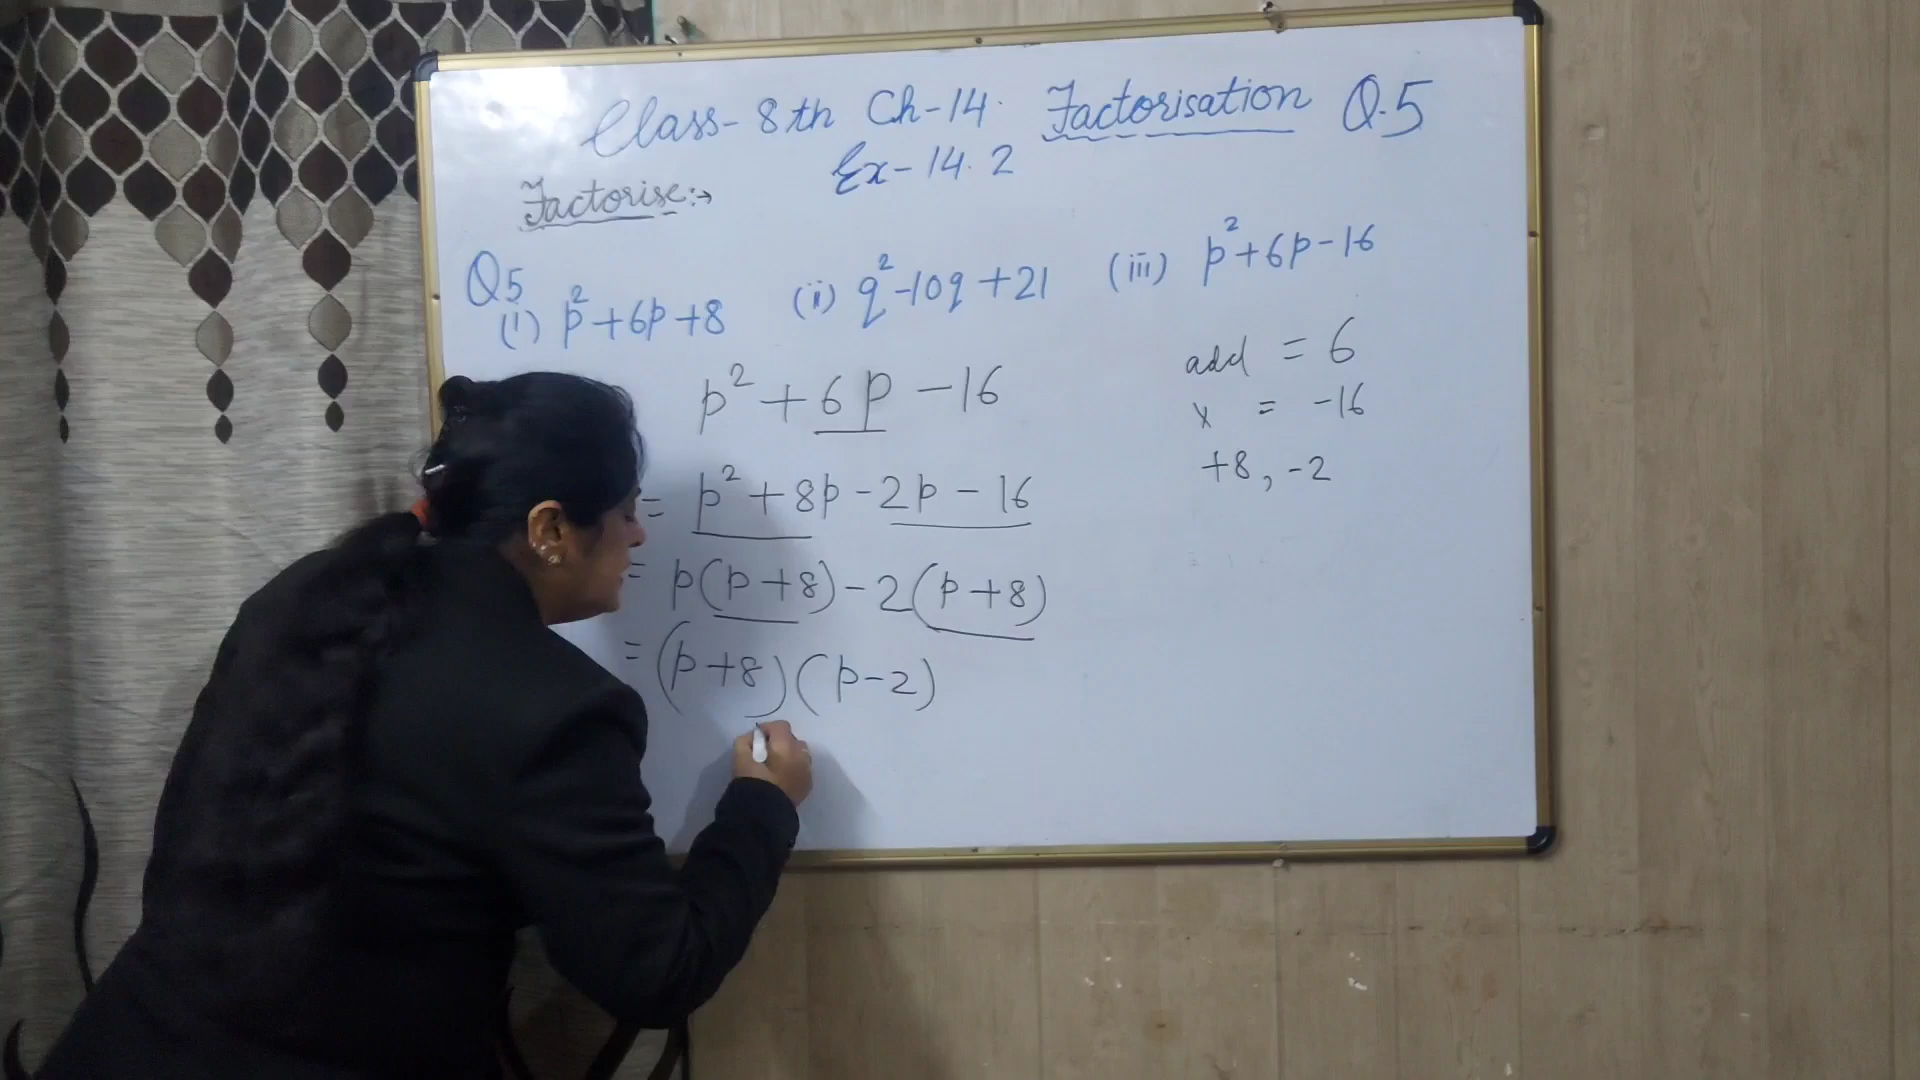 Class- 8th Ch-14. Factorisation Q.5
Ex-14.2
Factorise:→
Q5
(i) p²+6p+8 (ii) q²-10q+21 (iii) p²+6p-16
p²+6p-16
= p²+8p-2p-16
= p(p+8)-2(p+8)
= (p+8)(p-2)
add = 6
x = -16
+8, -2